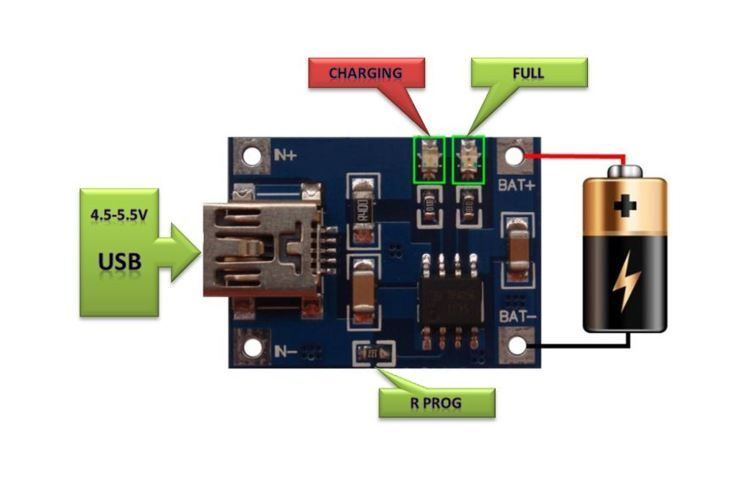 CHARGING
FULL
N+
BAT+
4.5-5.5V
USB
BAT-
N-
R PROG